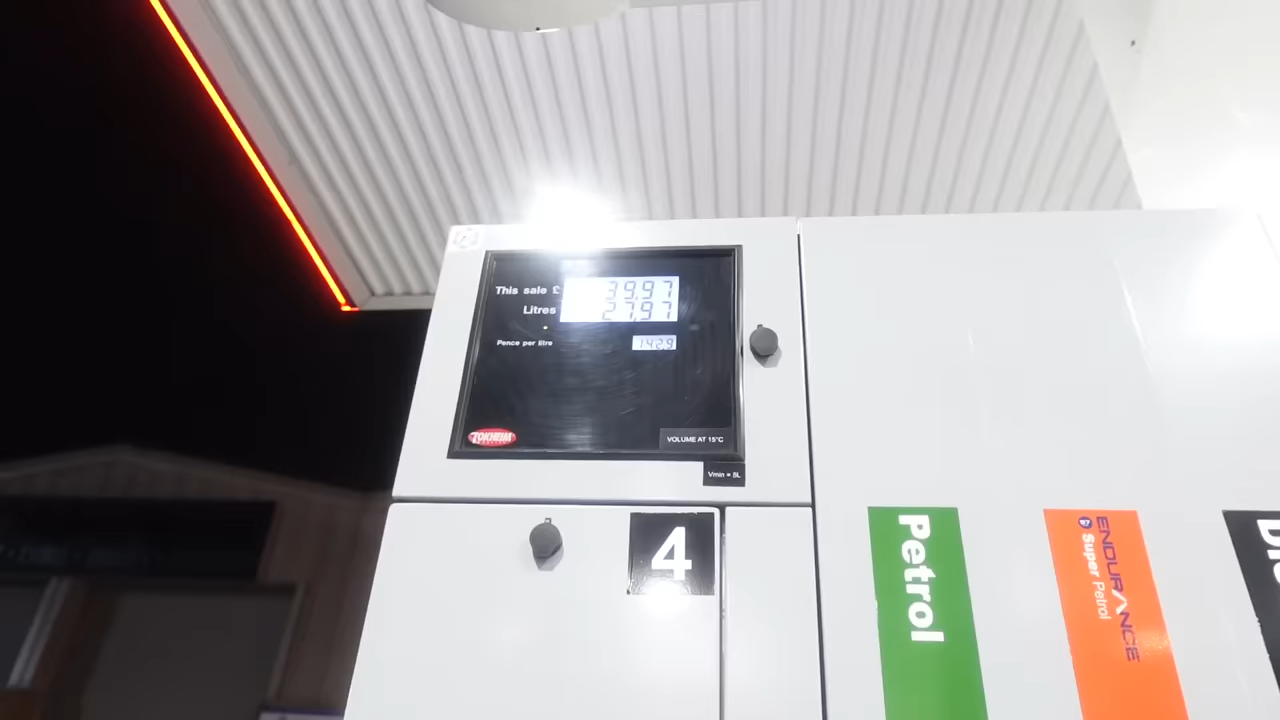 This sale £ 39.97
Litres 27.97
Pence per litre 142.9
TOKHEIM
VOLUME AT 15°C
Vmin = 5L
4
Petrol
ENDURANCE
97 Super Petrol